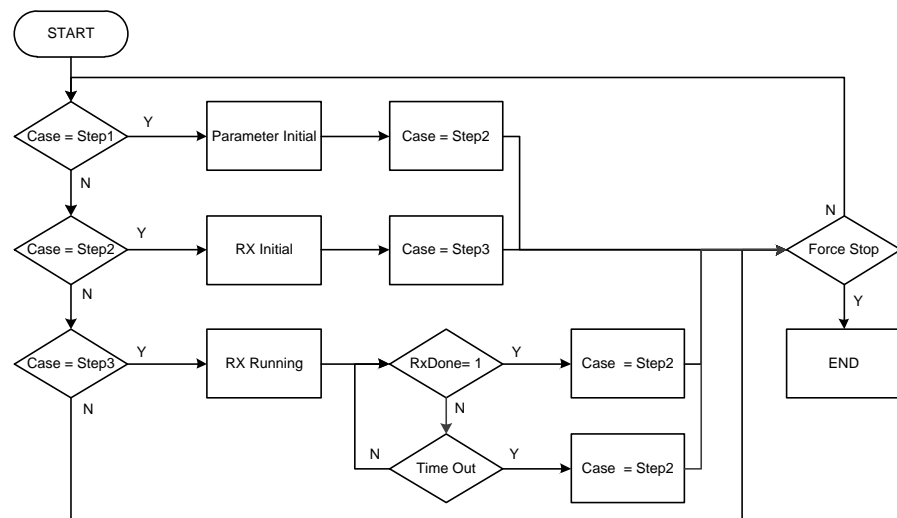 START
Case = Step1
Y
Parameter Initial
Case = Step2
N
N
Case = Step2
Y
RX Initial
Case = Step3
Force Stop
N
Y
Case = Step3
Y
RX Running
RxDone= 1
Y
Case = Step2
END
N
N
N
Time Out
Y
Case = Step2